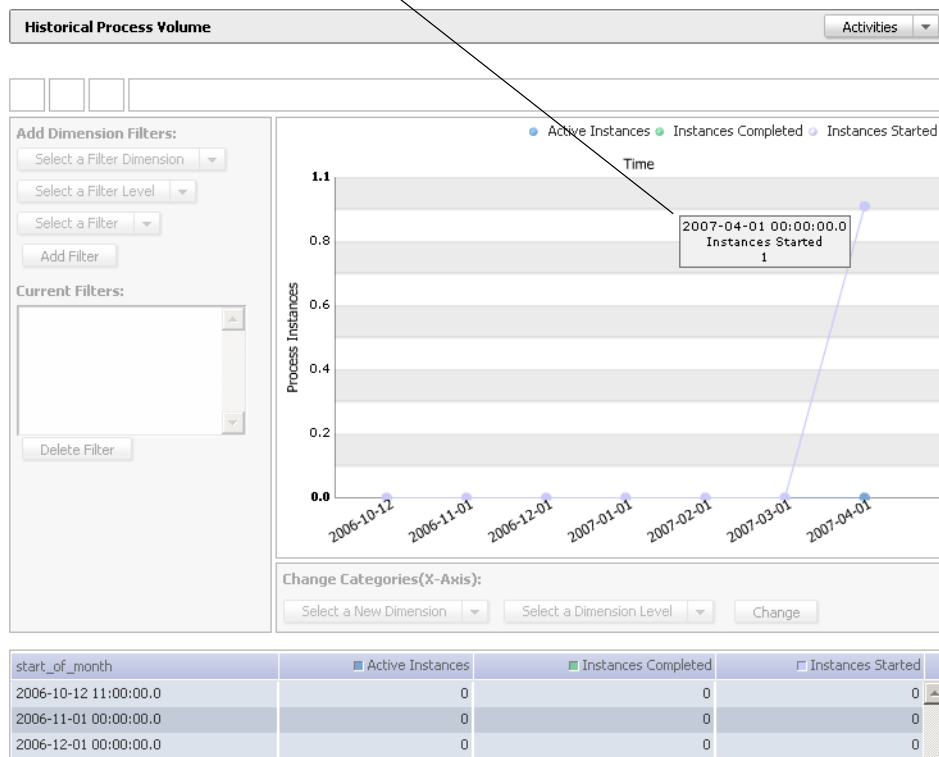 Historical Process Volume
Activities
Add Dimension Filters:
Select a Filter Dimension
Select a Filter Level
Select a Filter
Add Filter
Current Filters:
Delete Filter
Active Instances Instances Completed Instances Started
Time
1.1
0.8
0.6
0.4
0.2
0.0
Process Instances
2007-04-01 00:00:00.0
Instances Started
1
2006-10-12 2006-11-01 2006-12-01 2007-01-01 2007-02-01 2007-03-01 2007-04-01
Change Categories(X-Axis):
Select a New Dimension Select a Dimension Level Change
start_of_month Active Instances Instances Completed Instances Started
2006-10-12 11:00:00.0 0 0 0
2006-11-01 00:00:00.0 0 0 0
2006-12-01 00:00:00.0 0 0 0